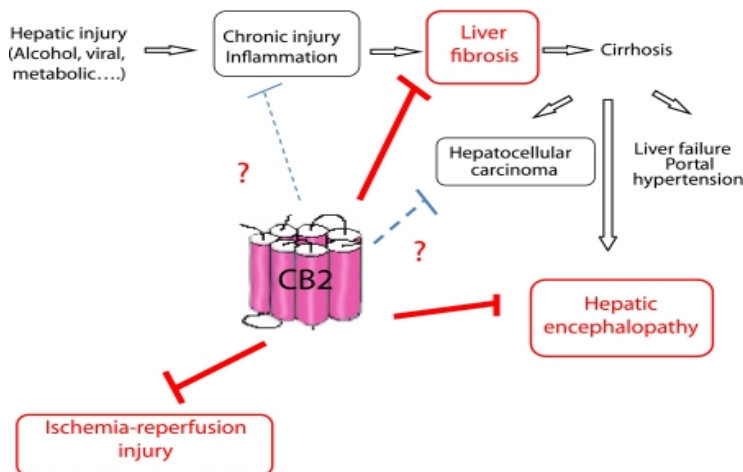 Hepatic injury
(Alcohol, viral,
metabolic....)
Chronic injury
Inflammation
Liver
fibrosis
Cirrhosis
Hepatocellular
carcinoma
Liver failure
Portal
hypertension
?
?
CB2
Hepatic
encephalopathy
Ischemia-reperfusion
injury